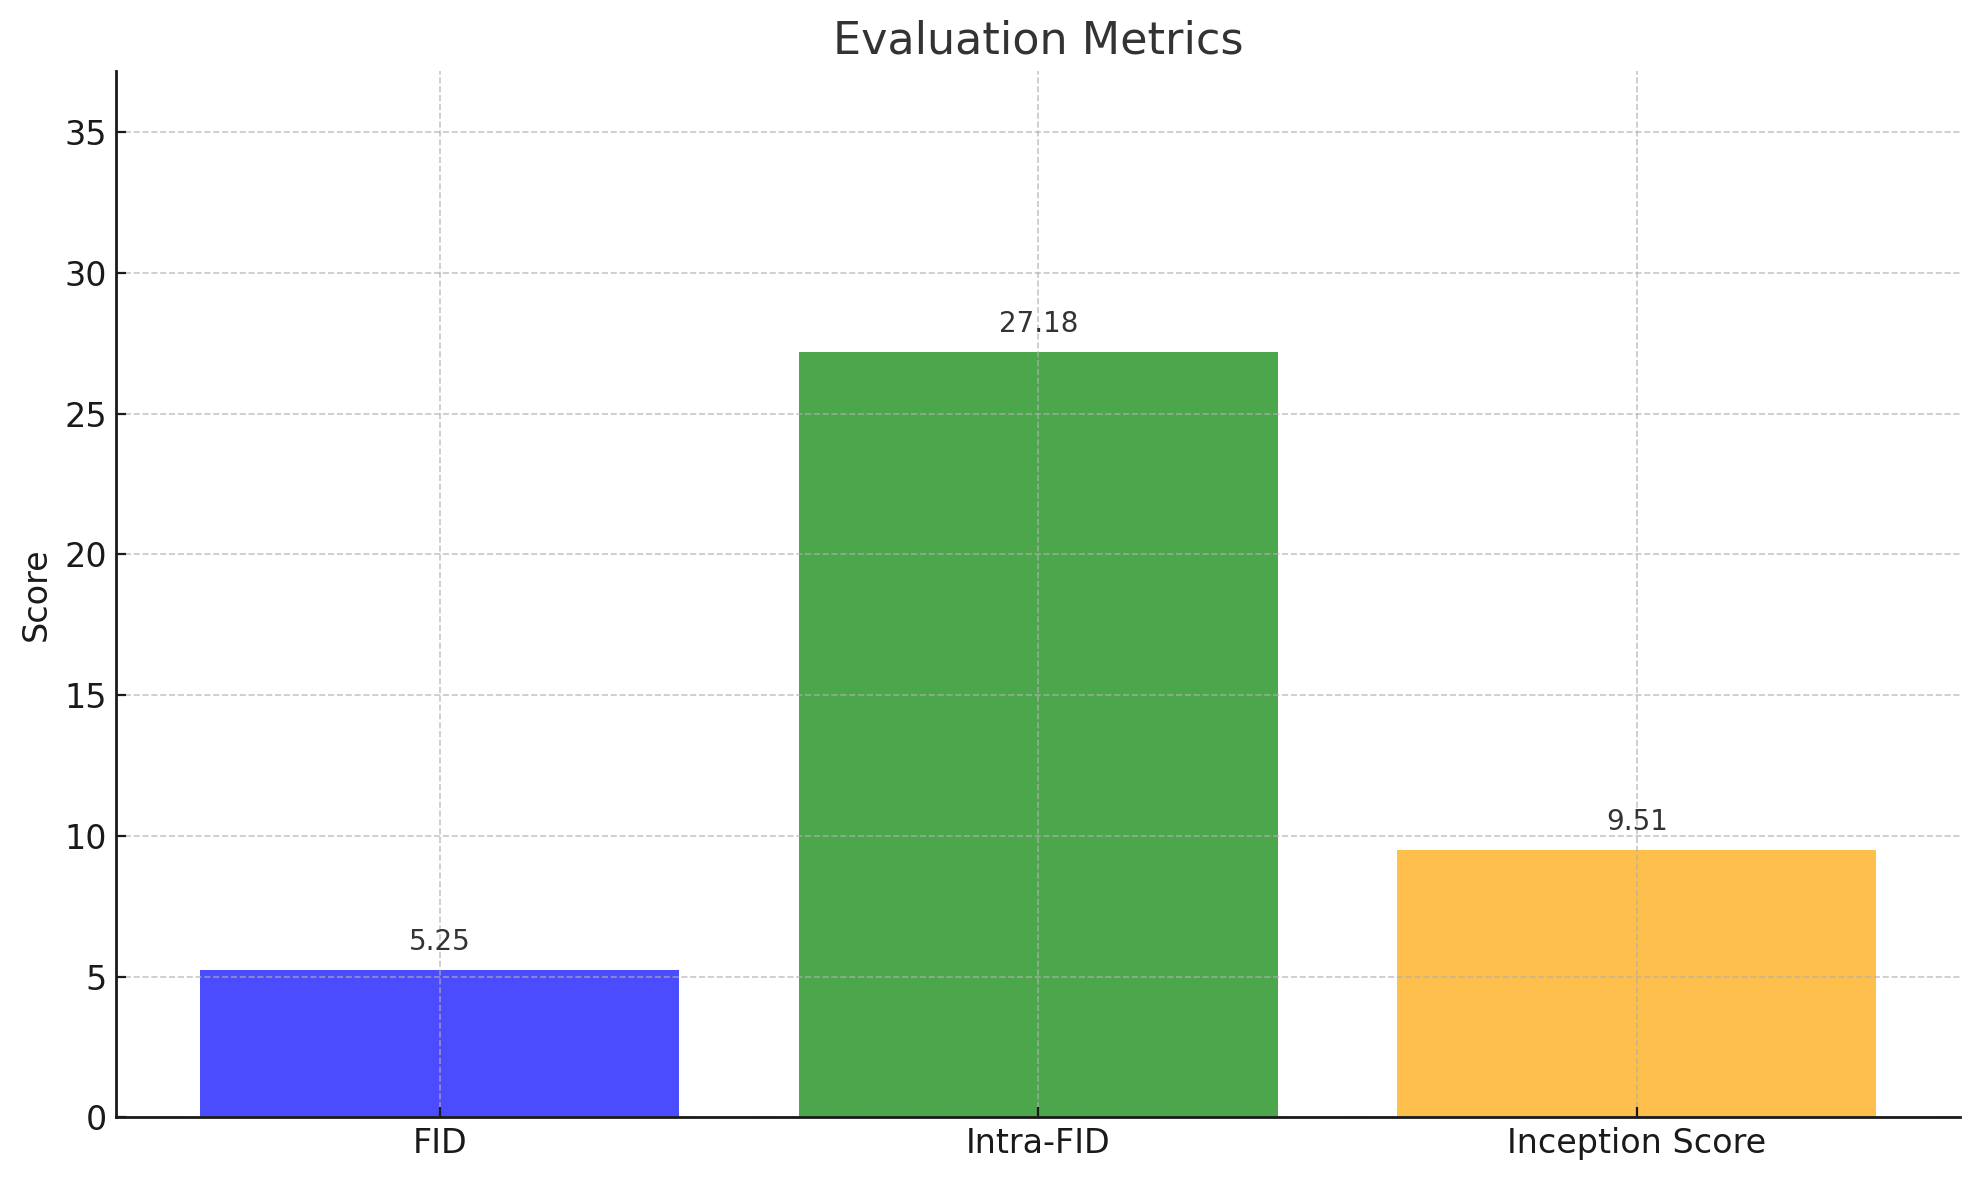 Evaluation Metrics
Score
35
30
25
20
15
10
5
0
5.25
27.18
9.51
FID
Intra-FID
Inception Score